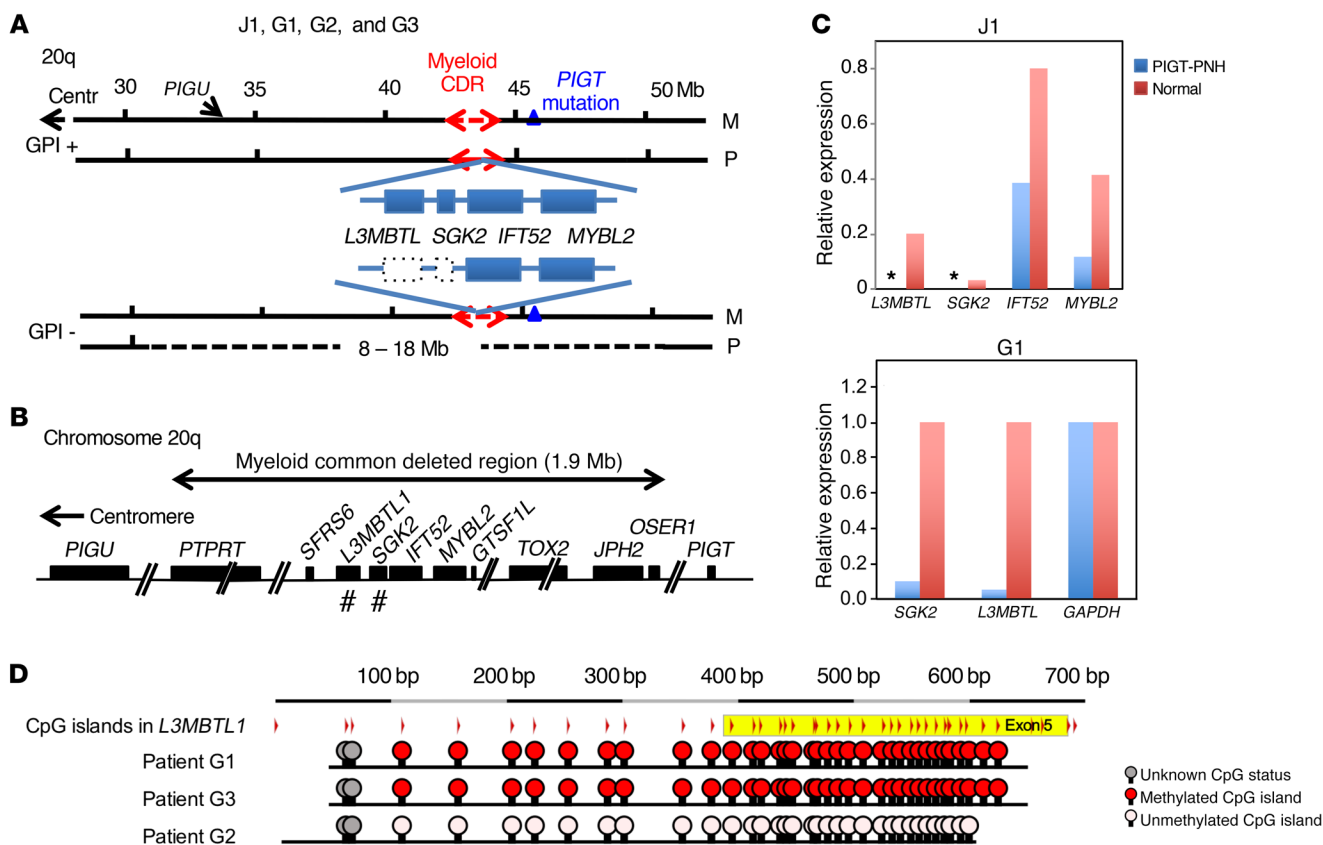 A
J1, G1, G2, and G3
20q
Centr
30
PIGU
35
40
Myeloid
CDR
45
PIGT
mutation
50 Mb
M
GPI +
P
L3MBTL SGK2 IFT52 MYBL2
M
GPI -
8 – 18 Mb
P
B
Chromosome 20q
Myeloid common deleted region (1.9 Mb)
Centromere
PIGU
PTPRT
SFRS6
L3MBTL1
SGK2
IFT52
MYBL2
GTSF1L
TOX2
JPH2
OSER1
PIGT
# #
C
J1
PIGT-PNH
Normal
Relative expression
0.8
0.6
0.4
0.2
0
* *
L3MBTL SGK2 IFT52 MYBL2
G1
Relative expression
1.2
1.0
0.8
0.6
0.4
0.2
0.0
SGK2 L3MBTL GAPDH
D
100 bp 200 bp 300 bp 400 bp 500 bp 600 bp 700 bp
CpG islands in L3MBTL1
Exon 5
Patient G1
Patient G3
Patient G2
Unknown CpG status
Methylated CpG island
Unmethylated CpG island